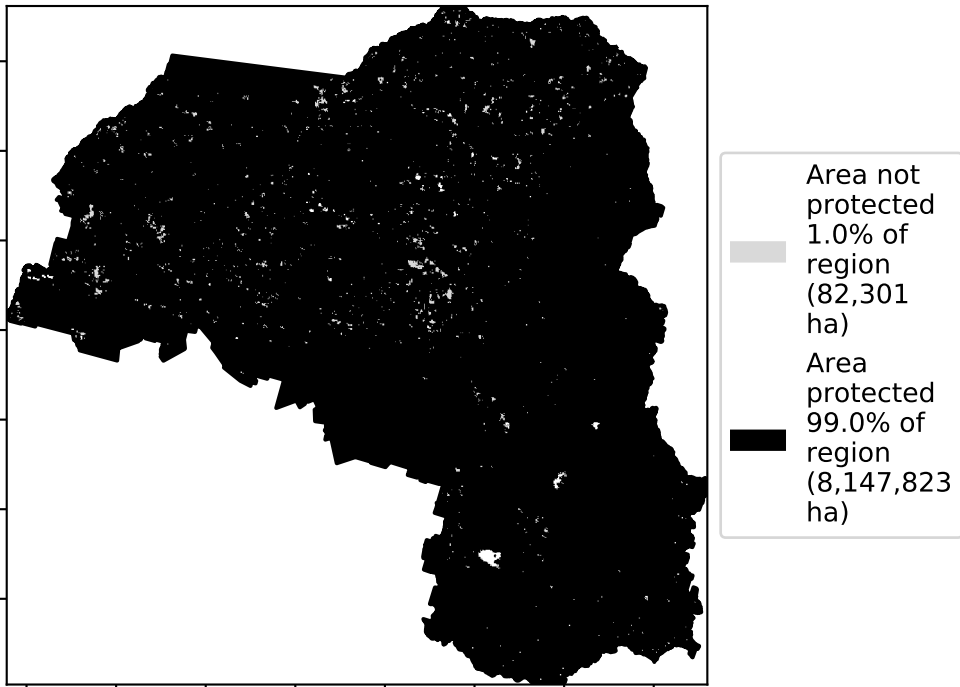 Area not
protected
1.0% of
region
(82,301
ha)
Area
protected
99.0% of
region
(8,147,823
ha)